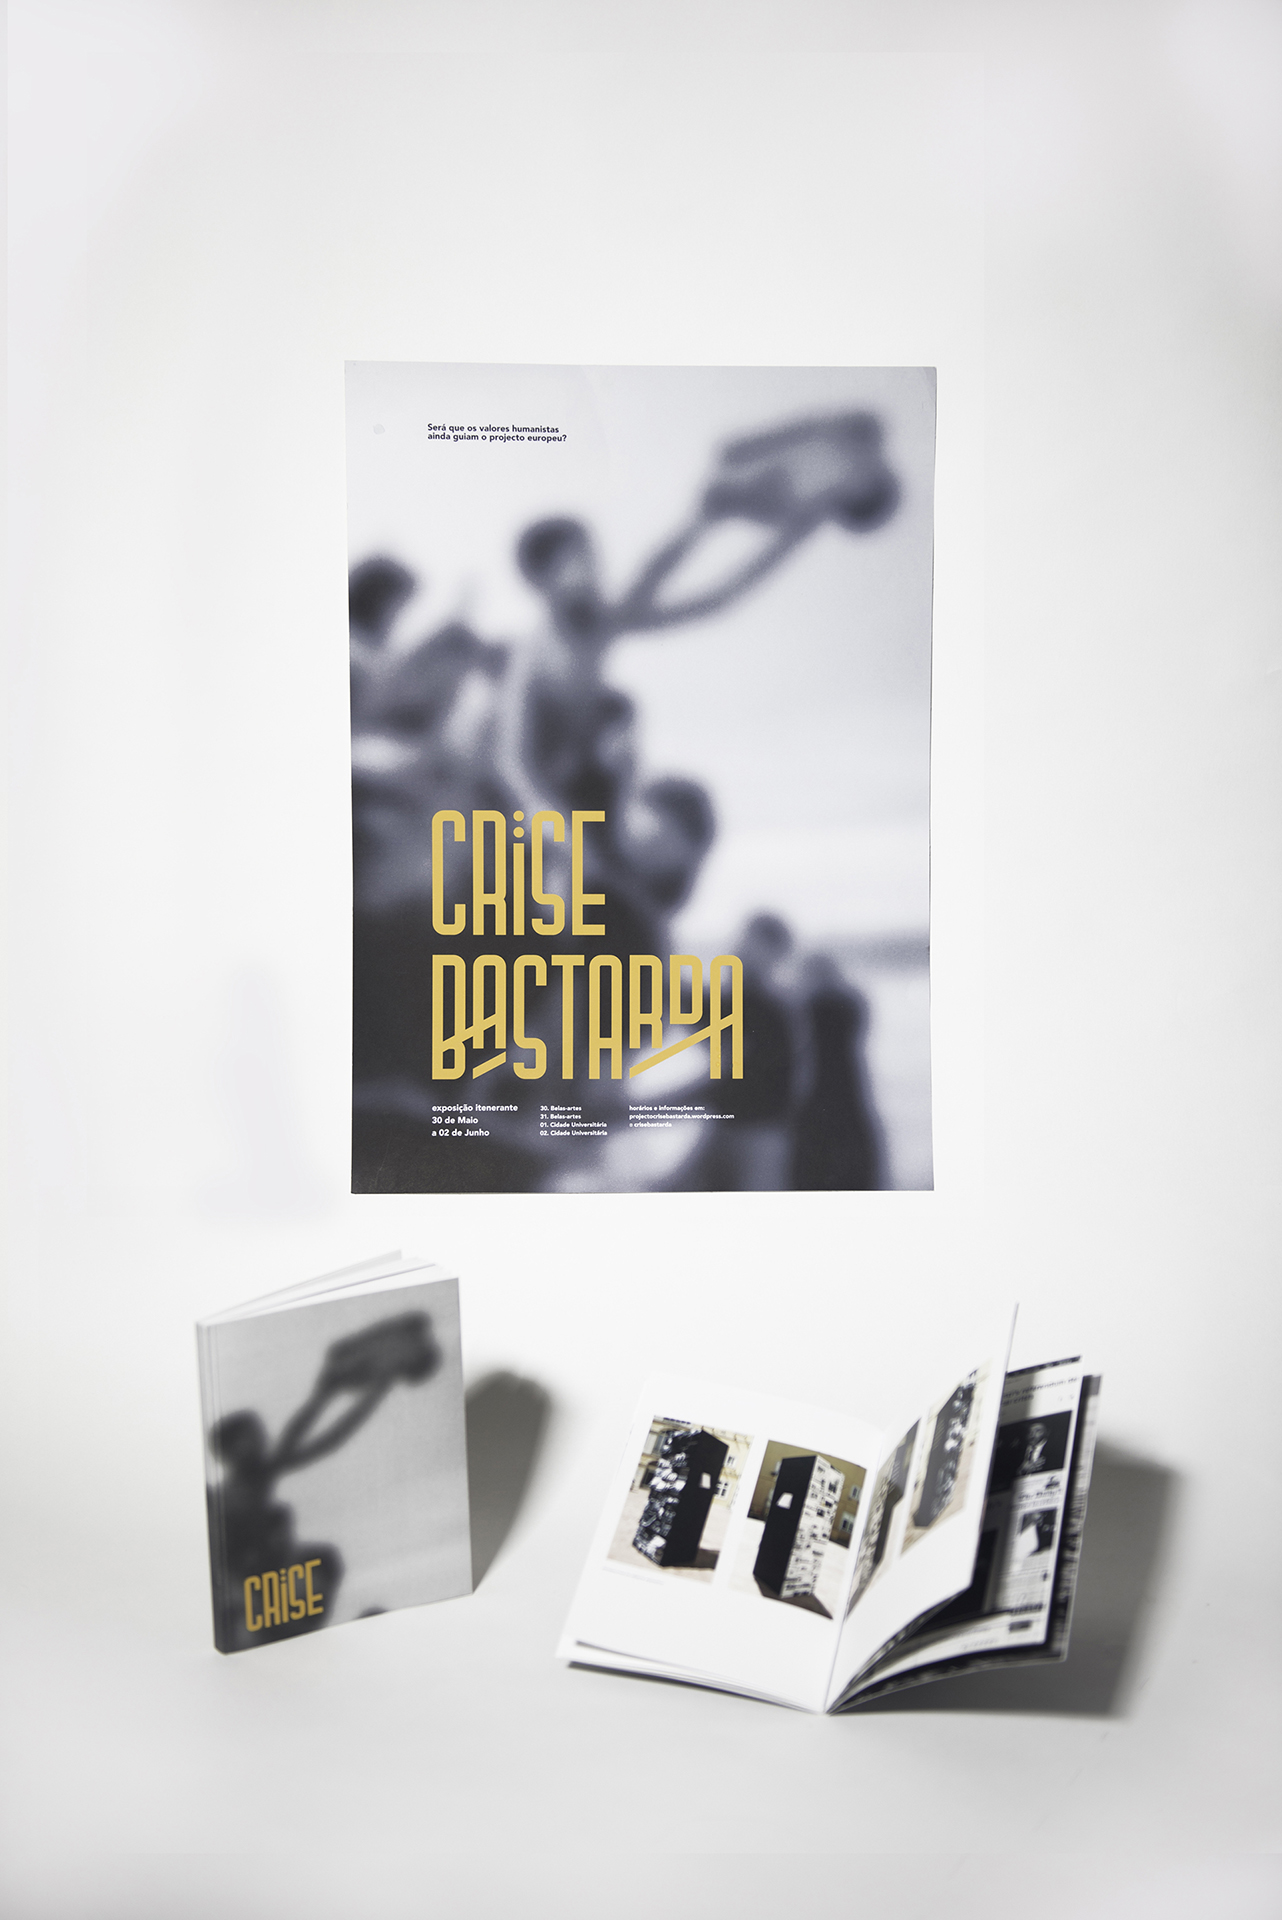 Será que os valores humanistas
ainda guiam o projecto europeu?
CRiSE
BASTARDA
exposição itenerante
30 de Maio
a 02 de Junho
30. Belas-artes
31. Belas-artes
01. Cidade Universitária
02. Cidade Universitária
horários e informações em:
projectocrisebastarda.wordpress.com
crisebastarda
CRiSE